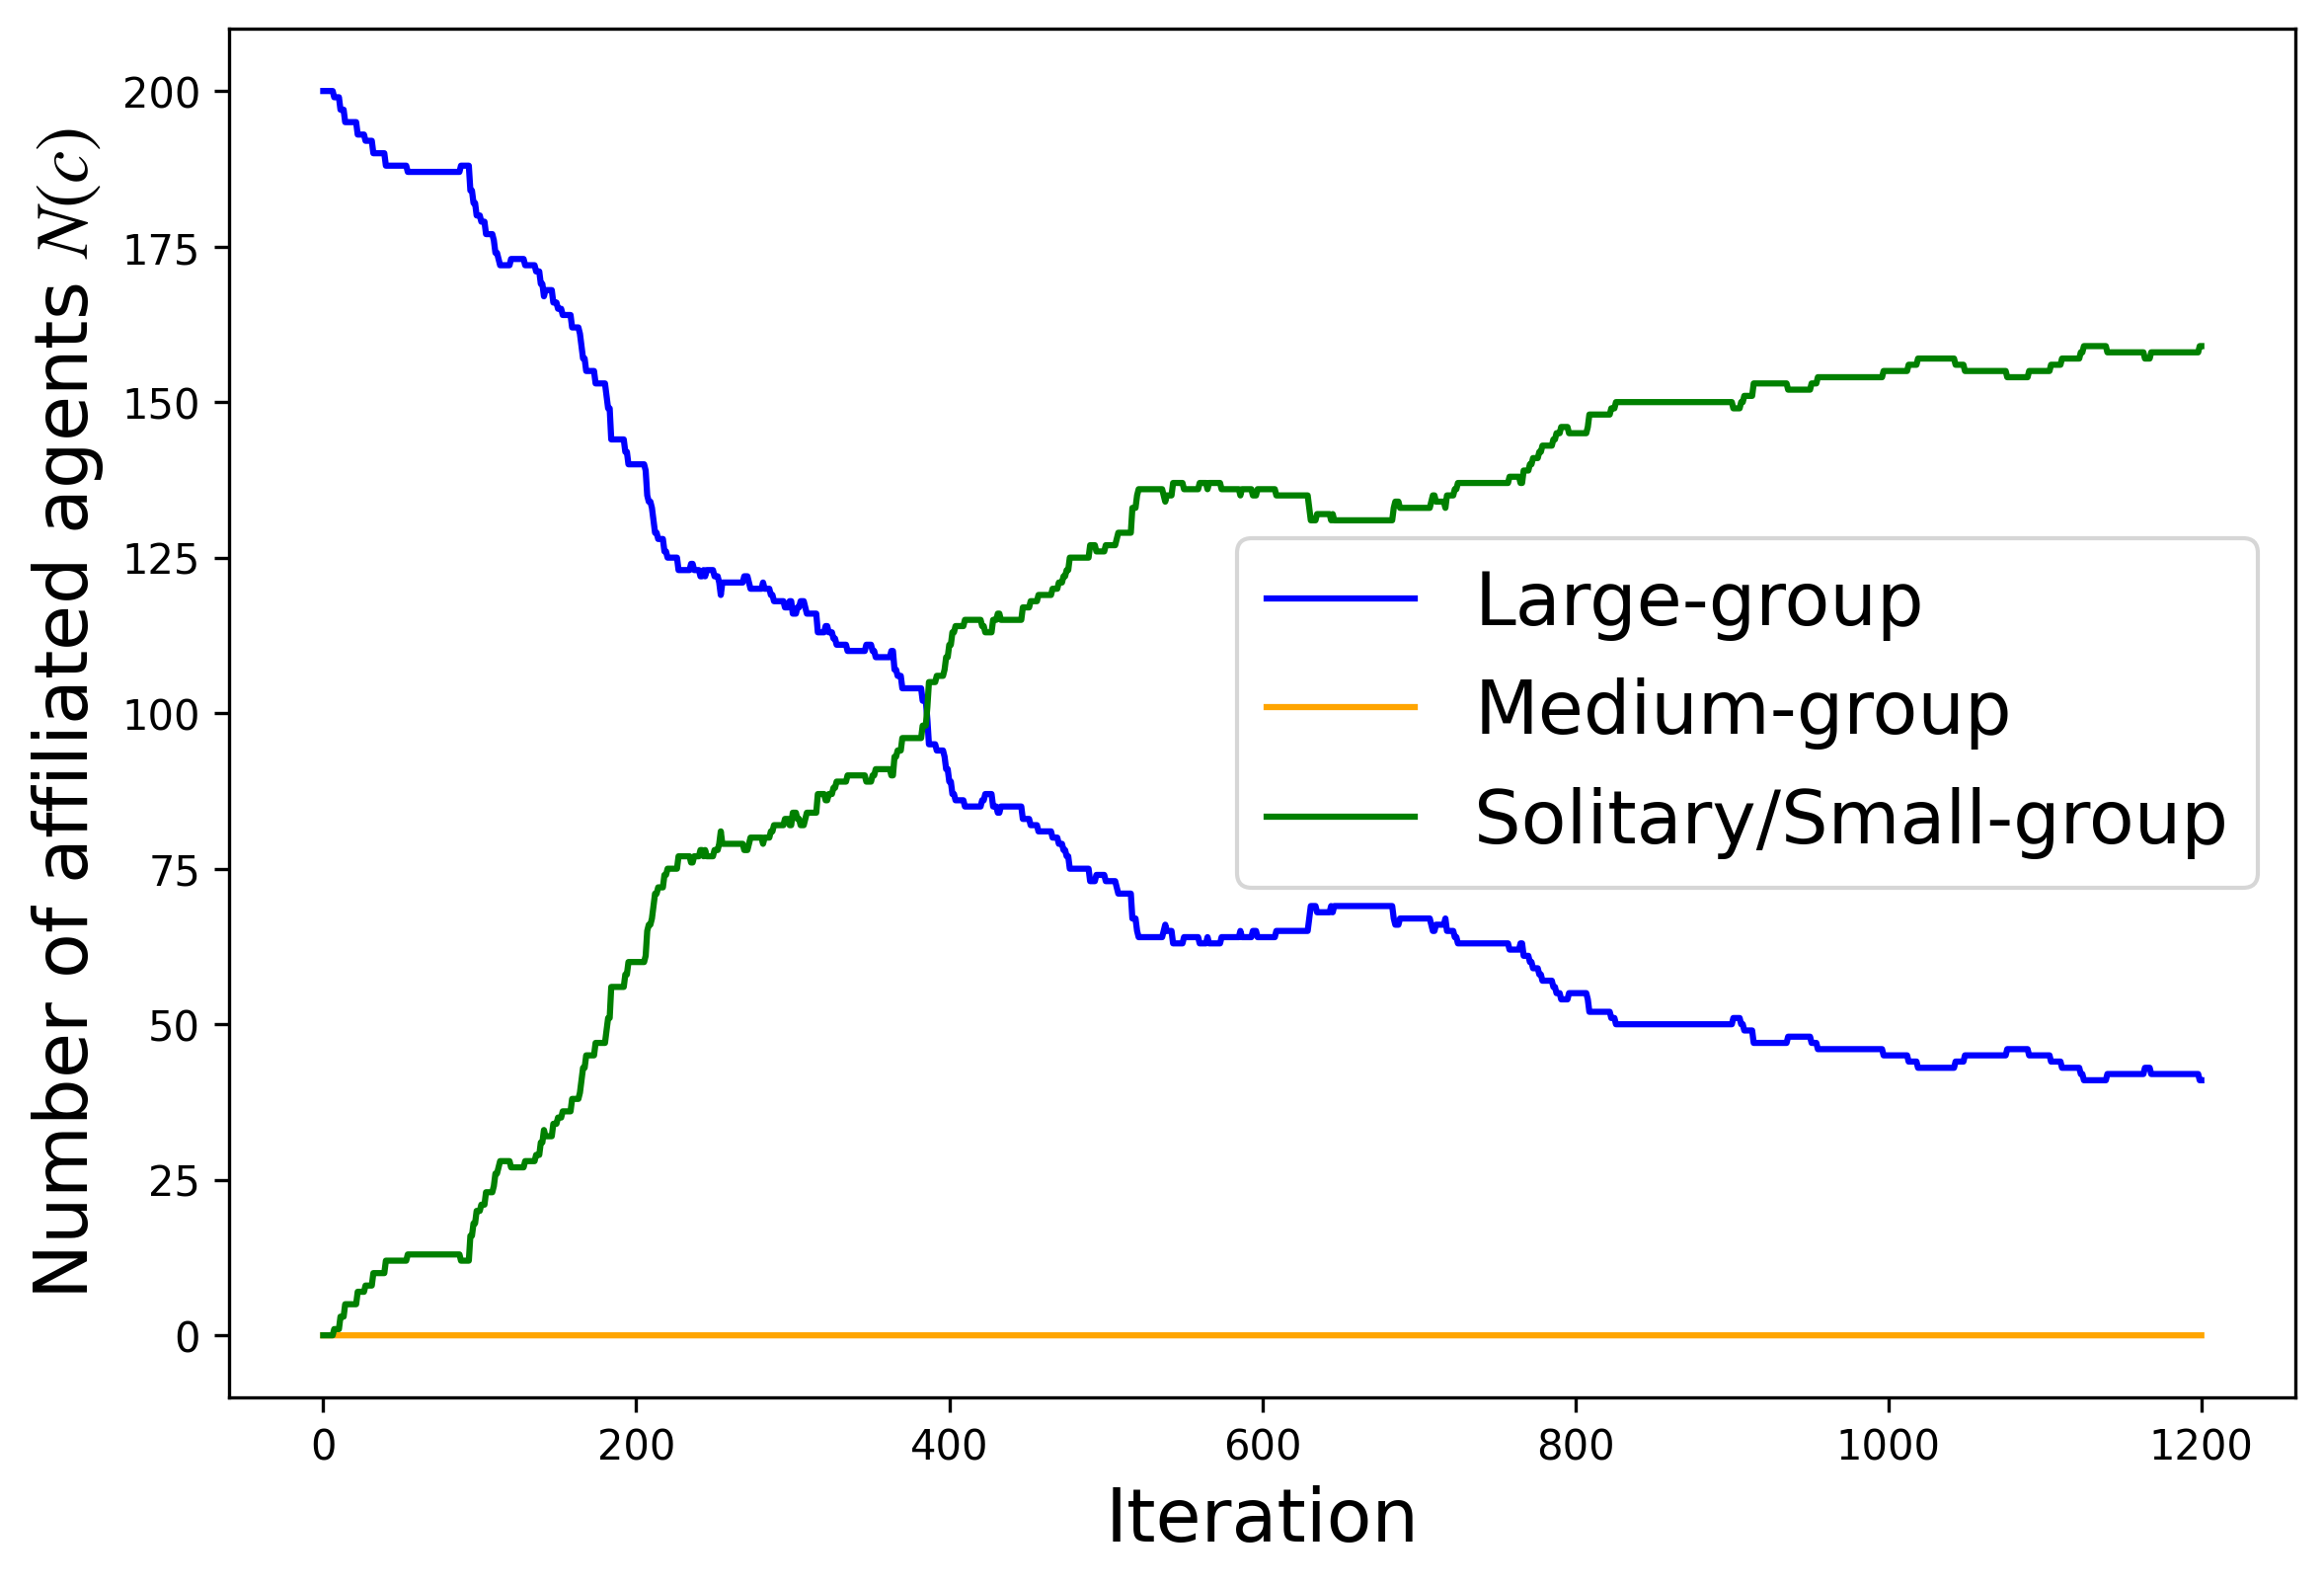 Number of affiliated agents N(c)
200
175
150
125
100
75
50
25
0
Large-group
Medium-group
Solitary/Small-group
0 200 400 600 800 1000 1200
Iteration